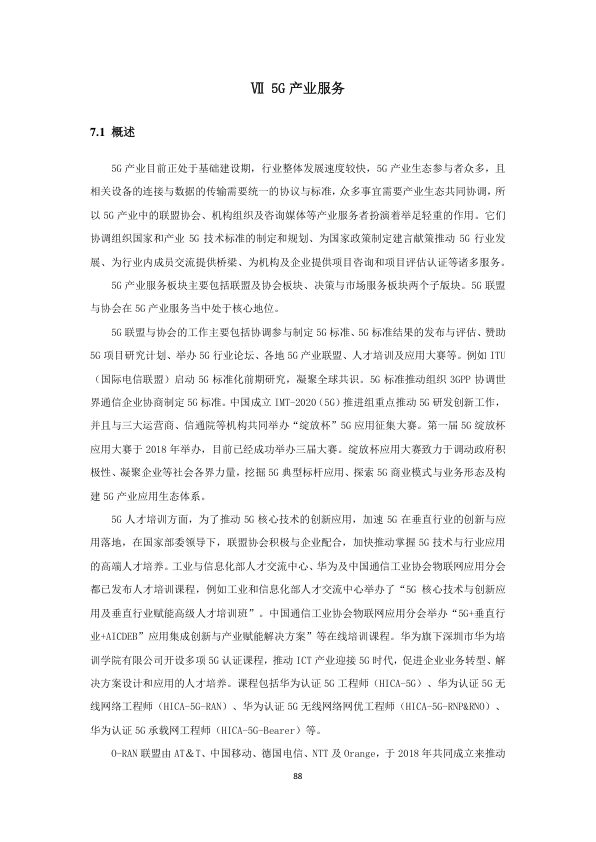 Ⅶ 5G 产业服务
7.1 概述
5G 产业目前正处于基础建设期，行业整体发展速度较快，5G 产业生态参与者众多，且
相关设备的连接与数据的传输需要统一的协议与标准，众多事宜需要产业生态共同协调，所
以 5G 产业中的联盟协会、机构组织及咨询媒体等产业服务者扮演着举足轻重的作用。它们
协调组织国家和产业 5G 技术标准的制定和规划、为国家政策制定建言献策推动 5G 行业发
展、为行业内成员交流提供桥梁、为机构及企业提供项目咨询和项目评估认证等诸多服务。
5G 产业服务板块主要包括联盟及协会板块、决策与市场服务板块两个子版块。5G 联盟
与协会在 5G 产业服务当中处于核心地位。
5G 联盟与协会的工作主要包括协调参与制定 5G 标准、5G 标准结果的发布与评估、赞助
5G 项目研究计划、举办 5G 行业论坛、各地 5G 产业联盟、人才培训及应用大赛等。例如 ITU
（国际电信联盟）启动 5G 标准化前期研究，凝聚全球共识。5G 标准推动组织 3GPP 协调世
界通信企业协商制定 5G 标准。中国成立 IMT-2020（5G）推进组重点推动 5G 研发创新工作，
并且与三大运营商、信通院等机构共同举办“绽放杯”5G 应用征集大赛。第一届 5G 绽放杯
应用大赛于 2018 年举办，目前已经成功举办三届大赛。绽放杯应用大赛致力于调动政府积
极性、凝聚企业等社会各界力量，挖掘 5G 典型标杆应用、探索 5G 商业模式与业务形态及构
建 5G 产业应用生态体系。
5G 人才培训方面，为了推动 5G 核心技术的创新应用，加速 5G 在垂直行业的创新与应
用落地，在国家部委领导下，联盟协会积极与企业配合，加快推动掌握 5G 技术与行业应用
的高端人才培养。工业与信息化部人才交流中心、华为及中国通信工业协会物联网应用分会
都已发布人才培训课程，例如工业和信息化部人才交流中心举办了“5G 核心技术与创新应
用及垂直行业赋能高级人才培训班”。中国通信工业协会物联网应用分会举办“5G+垂直行
业+AICDEB”应用集成创新与产业赋能解决方案”等在线培训课程。华为旗下深圳市华为培
训学院有限公司开设多项 5G 认证课程，推动 ICT 产业迎接 5G 时代，促进企业业务转型、解
决方案设计和应用的人才培养。课程包括华为认证 5G 工程师（HICA-5G）、华为认证 5G 无
线网络工程师（HICA-5G-RAN）、华为认证 5G 无线网络网优工程师（HICA-5G-RNP&RNO）、
华为认证 5G 承载网工程师（HICA-5G-Bearer）等。
O-RAN 联盟由 AT＆T、中国移动、德国电信、NTT 及 Orange，于 2018 年共同成立来推动
88